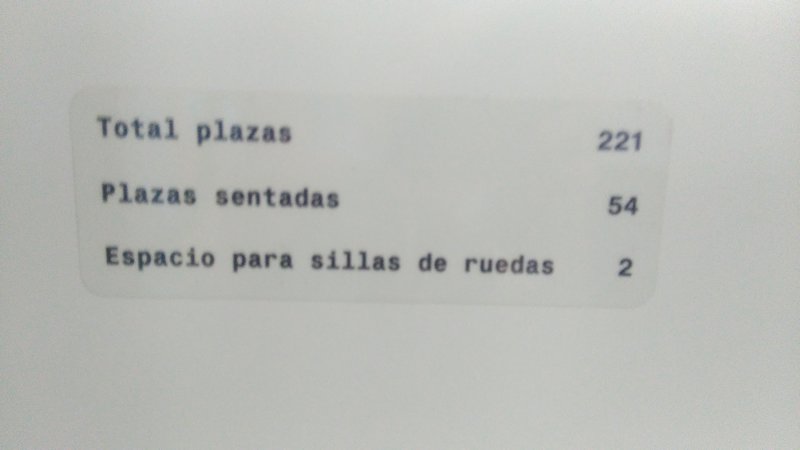 Total plazas 221
Plazas sentadas 54
Espacio para sillas de ruedas 2